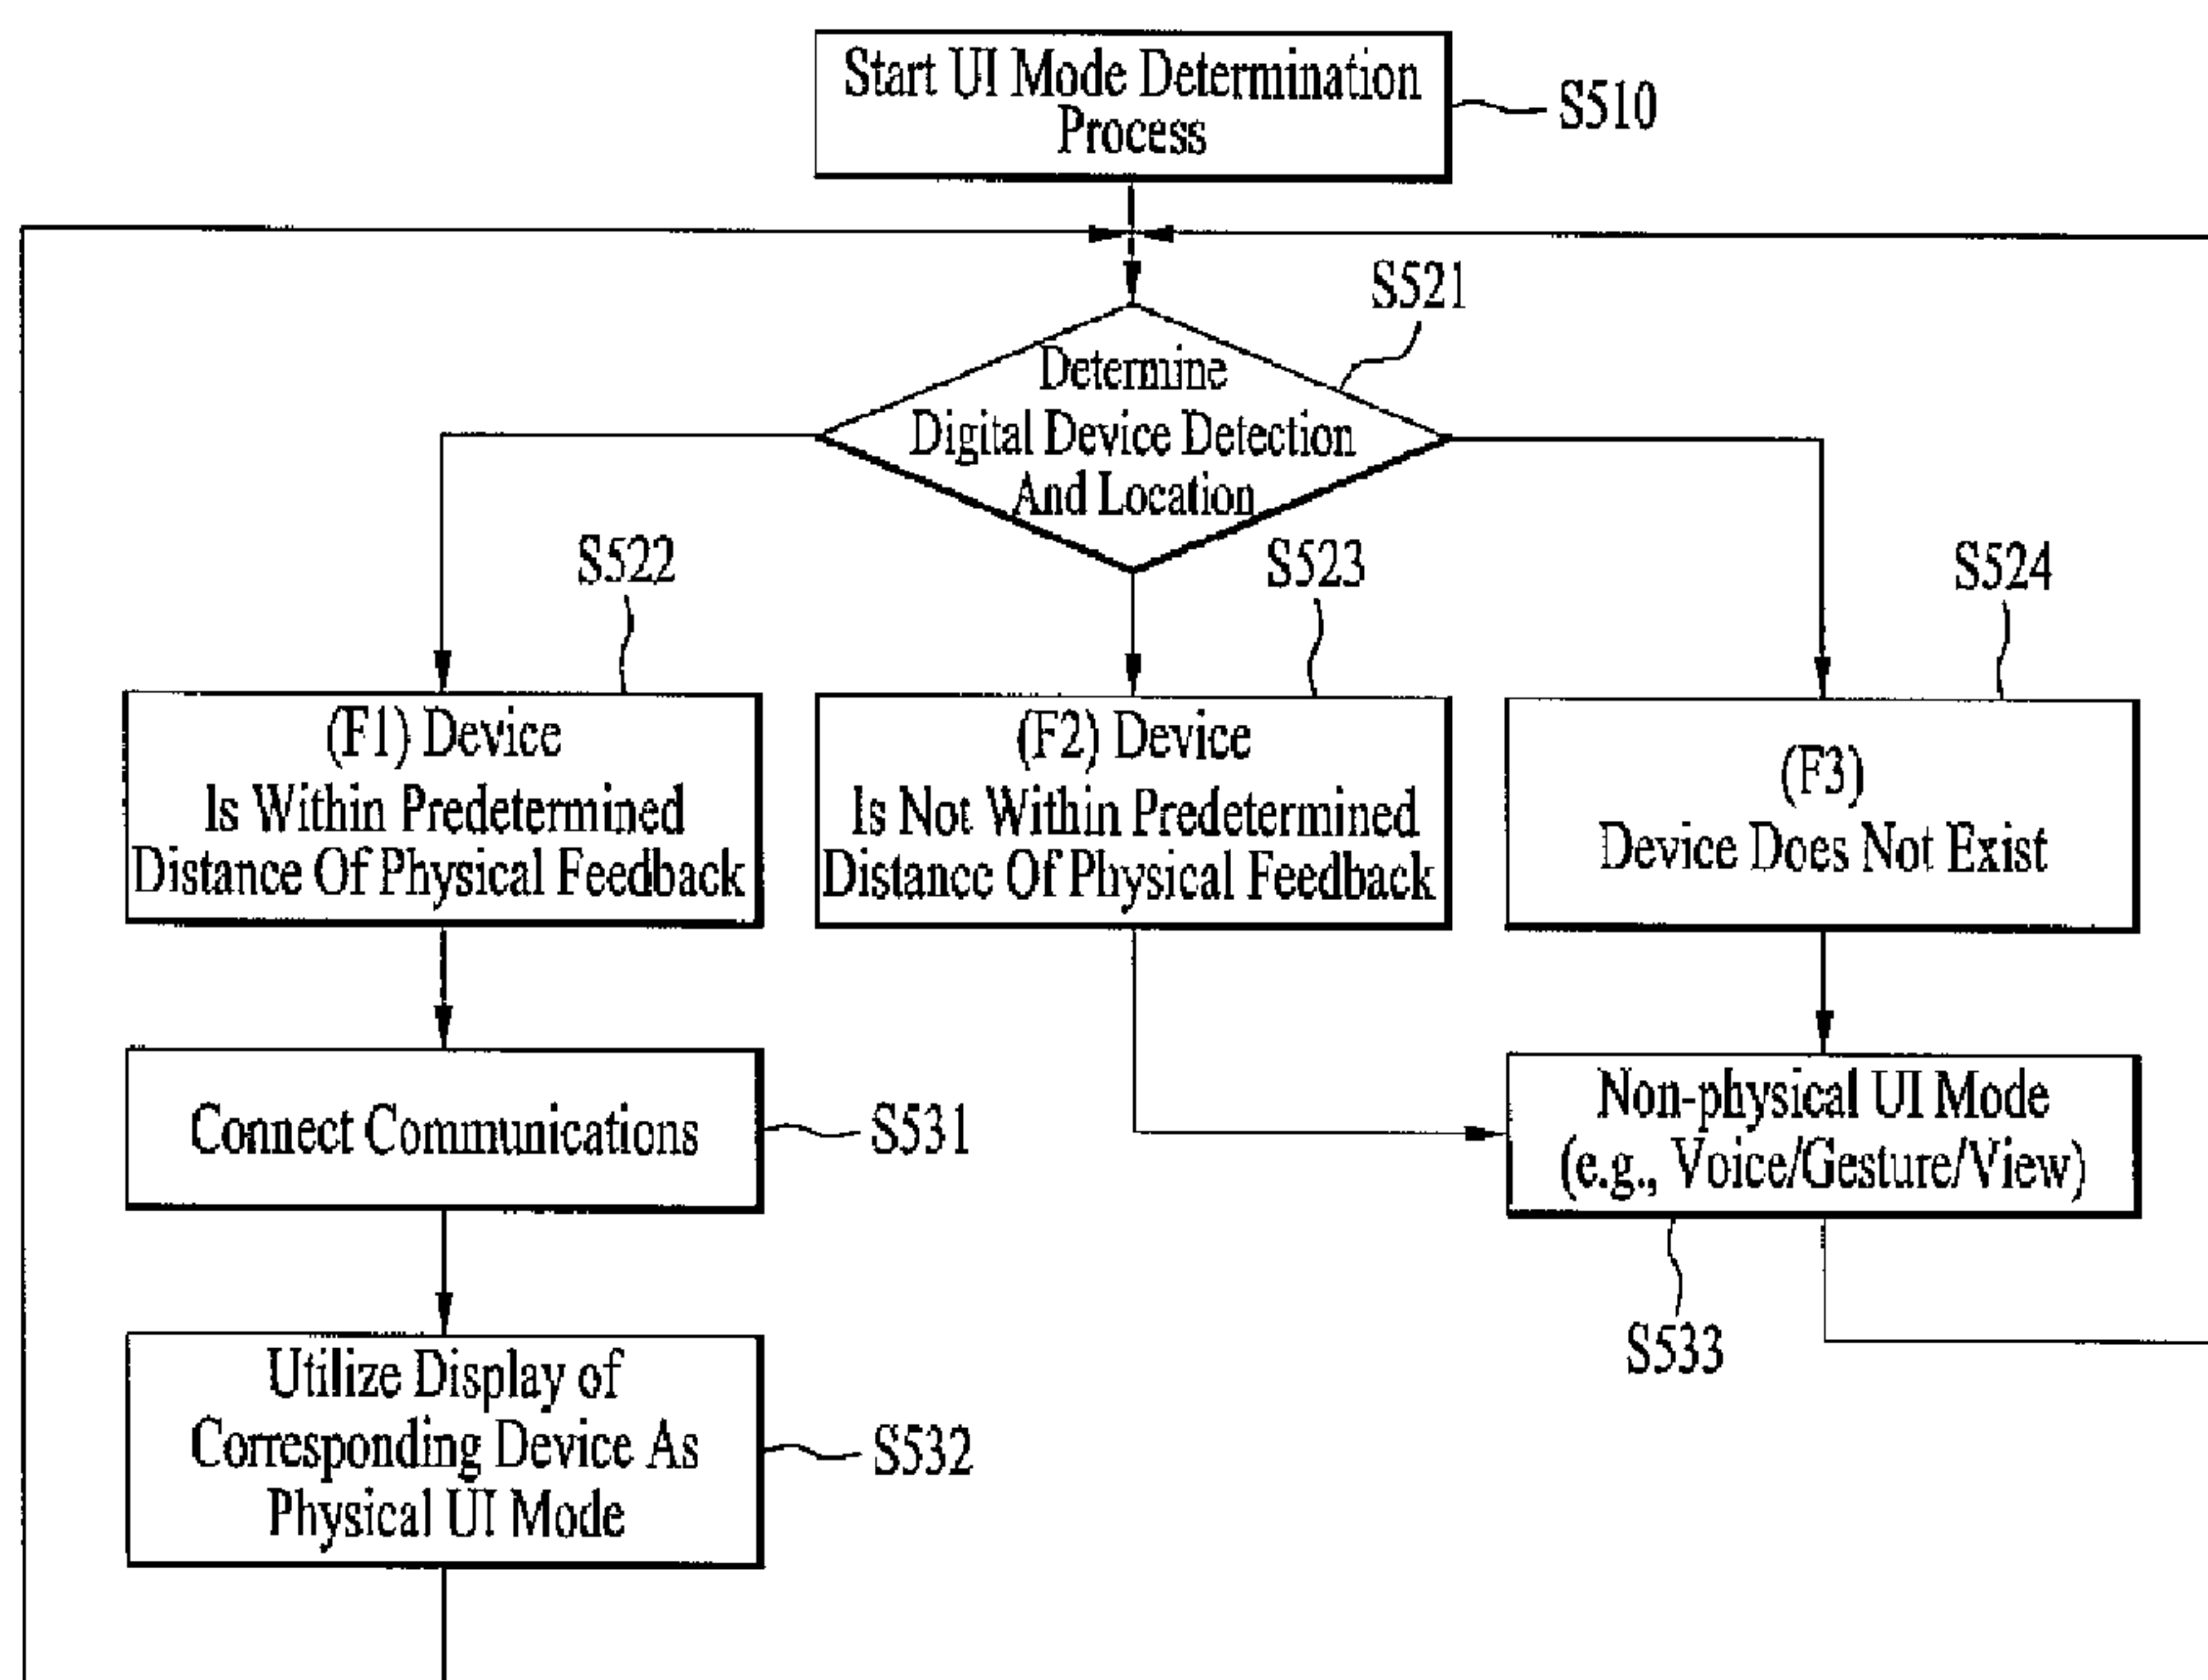 Start UI Mode Determination
Process
S510
S521
Determine
Digital Device Detection
And Location
S522
S523
S524
(F1) Device
Is Within Predetermined
Distance Of Physical Feedback
(F2) Device
Is Not Within Predetermined
Distance Of Physical Feedback
(F3)
Device Does Not Exist
Connect Communications
S531
Non-physical UI Mode
(e.g., Voice/Gesture/View)
S533
Utilize Display of
Corresponding Device As
Physical UI Mode
S532